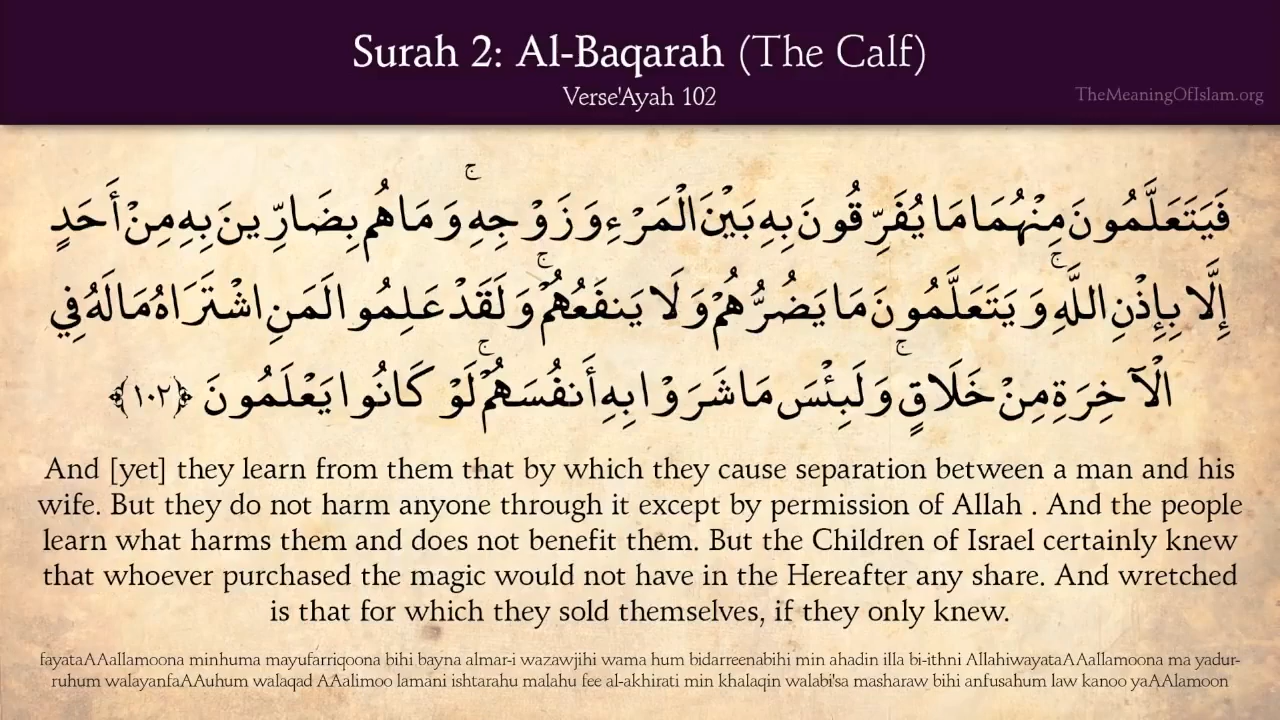 Surah 2: Al-Baqarah (The Calf)
Verse'Ayah 102
TheMeaningOfIslam.org
فَيَتَعَلَّمُونَ مِنْهُمَا مَا يُفَرِّقُونَ بِهِ بَيْنَ الْمَرْءِ وَزَوْجِهِ ۚ وَمَا هُم بِضَارِّينَ بِهِ مِنْ أَحَدٍ
إِلَّا بِإِذْنِ اللَّهِ ۚ وَيَتَعَلَّمُونَ مَا يَضُرُّهُمْ وَلَا يَنفَعُهُمْ ۚ وَلَقَدْ عَلِمُوا لَمَنِ اشْتَرَاهُ مَا لَهُ فِي
الْآخِرَةِ مِنْ خَلَاقٍ ۚ وَلَبِئْسَ مَا شَرَوْا بِهِ أَنفُسَهُمْ ۚ لَوْ كَانُوا يَعْلَمُونَ ﴿١٠٢﴾
And [yet] they learn from them that by which they cause separation between a man and his
wife. But they do not harm anyone through it except by permission of Allah . And the people
learn what harms them and does not benefit them. But the Children of Israel certainly knew
that whoever purchased the magic would not have in the Hereafter any share. And wretched
is that for which they sold themselves, if they only knew.
fayataAAallamoona minhuma mayufarriqoona bihi bayna almar-i wazawjihi wama hum bidarreenabihi min ahadin illa bi-ithni AllahiwayataAAallamoona ma yadur-
ruhum walayanfaAAuhum walaqad AAalimoo lamani ishtarahu malahu fee al-akhirati min khalaqin walabi'sa masharaw bihi anfusahum law kanoo yaAAlamoon